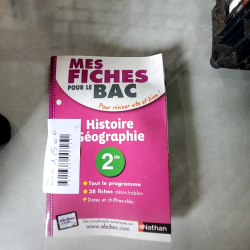 MES
FICHES
POUR LE BAC
Pour réviser vite et bien !
Histoire
Géographie
2de
Tout le programme
38 fiches détachables
+ Dates et chiffres-clés
www.abcbac.com
Nathan